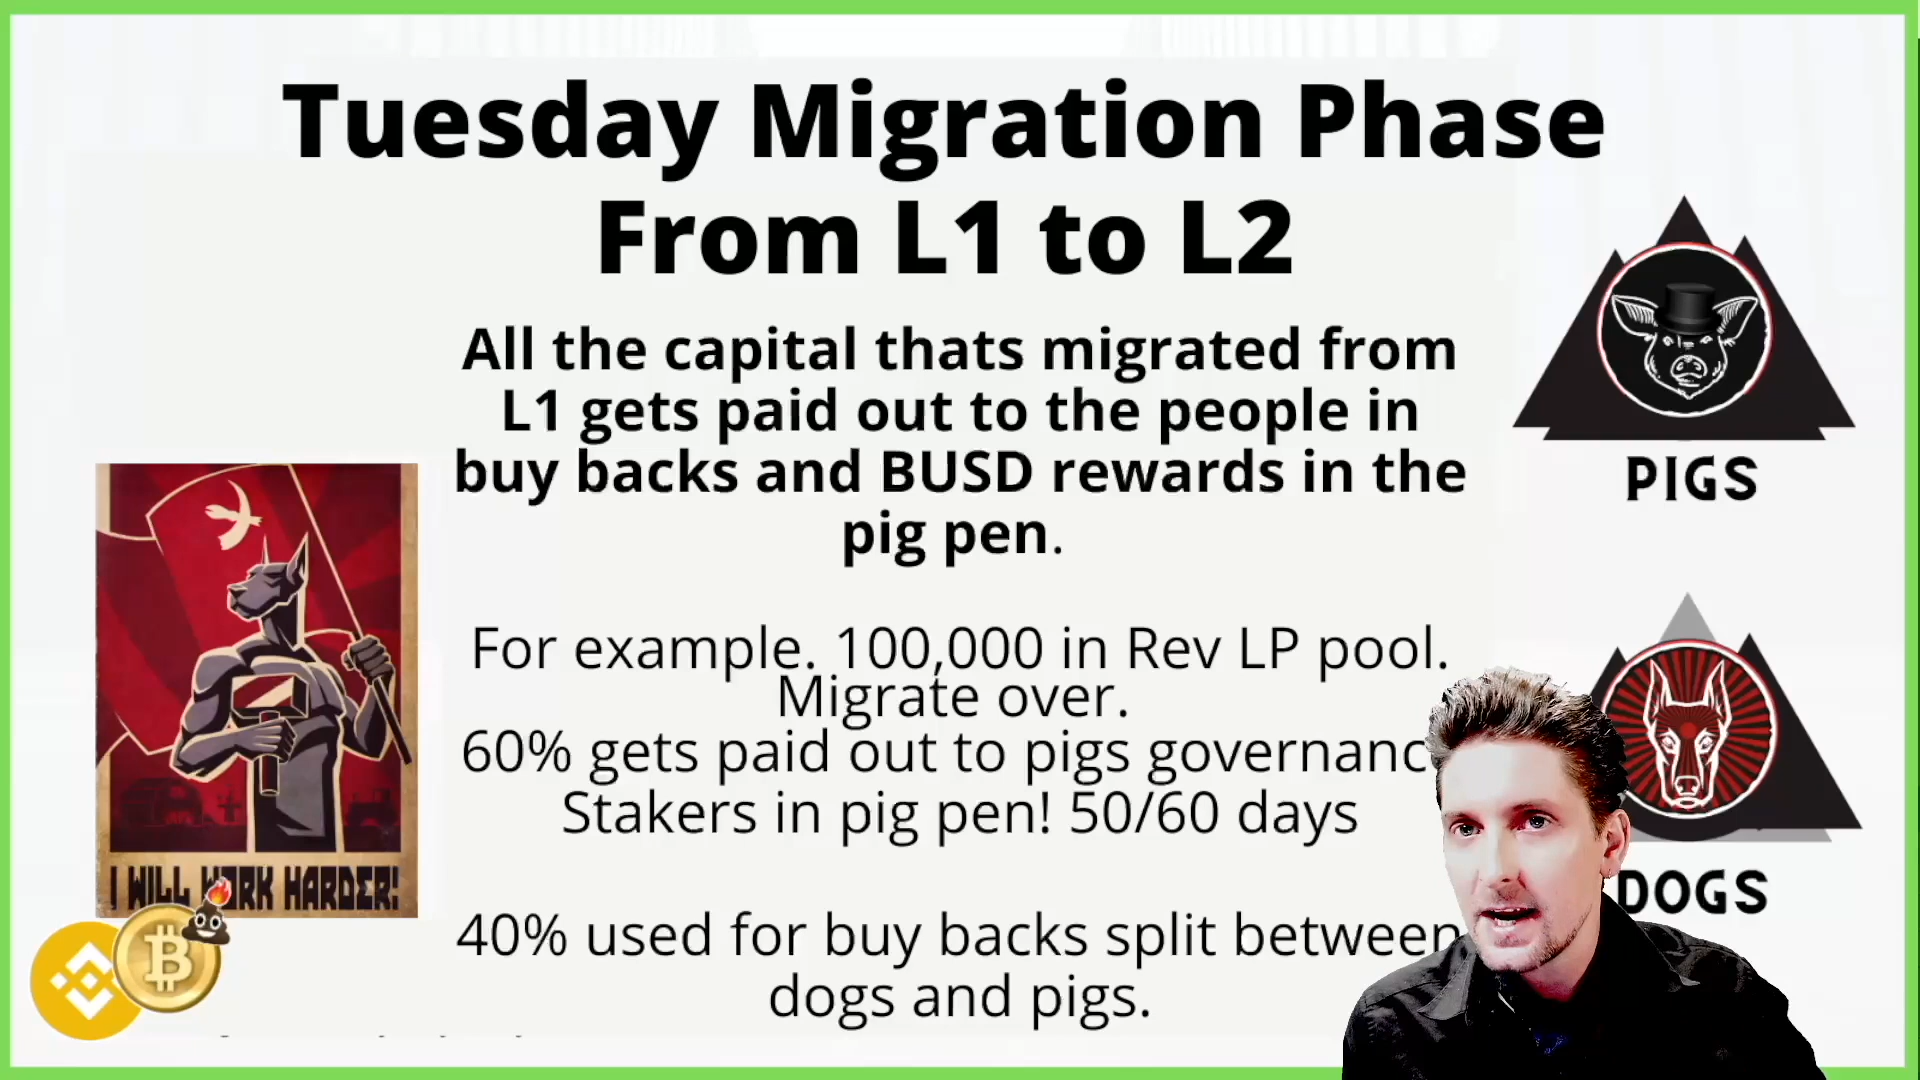 Tuesday Migration Phase
From L1 to L2
All the capital thats migrated from
L1 gets paid out to the people in
buy backs and BUSD rewards in the
pig pen.
For example. 100,000 in Rev LP pool.
Migrate over.
60% gets paid out to pigs
Stakers in pig pen! 50/60 days
40% used for buy backs split between
dogs and pigs.
PIGS
DOGS
I WILL WORK HARDER!